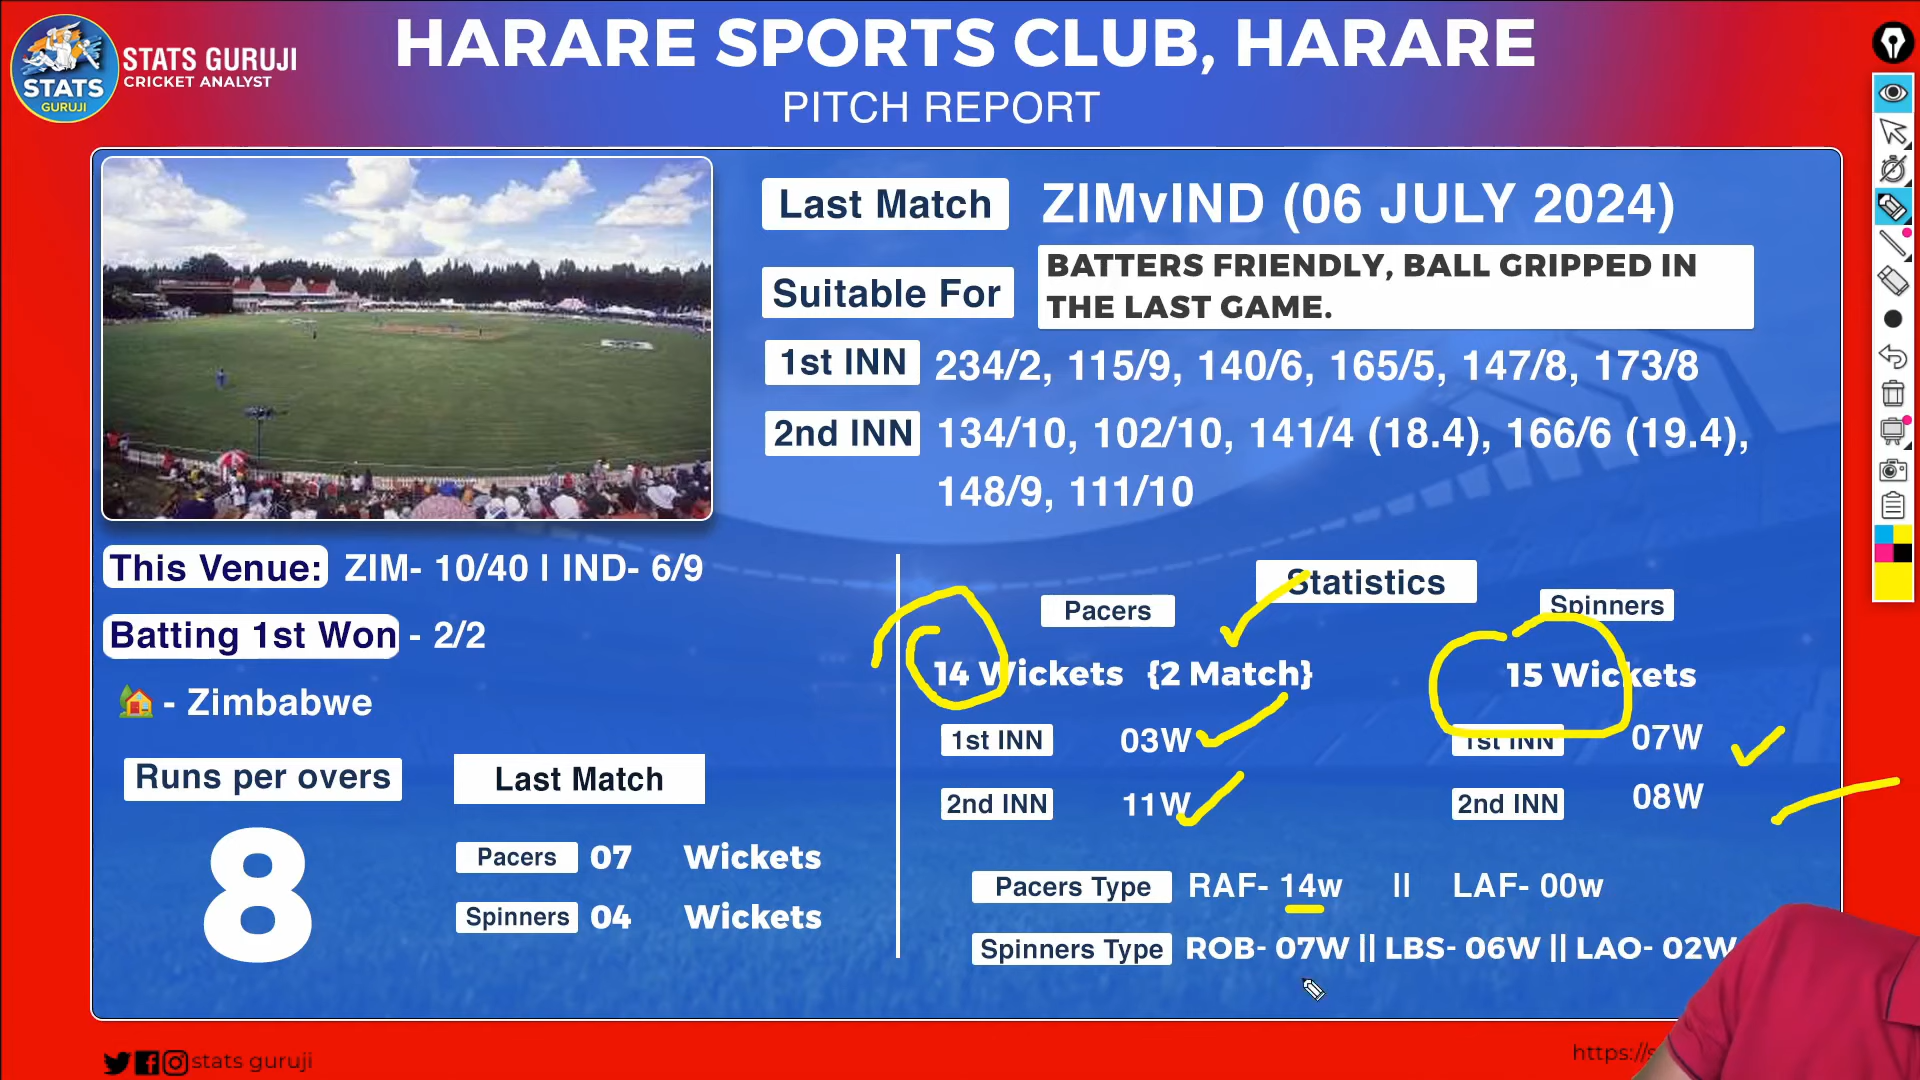 STATS GURUJI
CRICKET ANALYST
STATS
GURUJI
HARARE SPORTS CLUB, HARARE
PITCH REPORT
Last Match ZIMvIND (06 JULY 2024)
Suitable For BATTERS FRIENDLY, BALL GRIPPED IN
THE LAST GAME.
1st INN 234/2, 115/9, 140/6, 165/5, 147/8, 173/8
2nd INN 134/10, 102/10, 141/4 (18.4), 166/6 (19.4),
148/9, 111/10
This Venue: ZIM- 10/40 | IND- 6/9
Batting 1st Won - 2/2
- Zimbabwe
Runs per overs
8
Last Match
Pacers 07 Wickets
Spinners 04 Wickets
Statistics
Pacers
14 Wickets {2 Match}
1st INN 03W
2nd INN 11W
Spinners
15 Wickets
1st INN 07W
2nd INN 08W
Pacers Type RAF- 14w || LAF- 00w
Spinners Type ROB- 07W || LBS- 06W || LAO- 02W
stats guruji
https://s